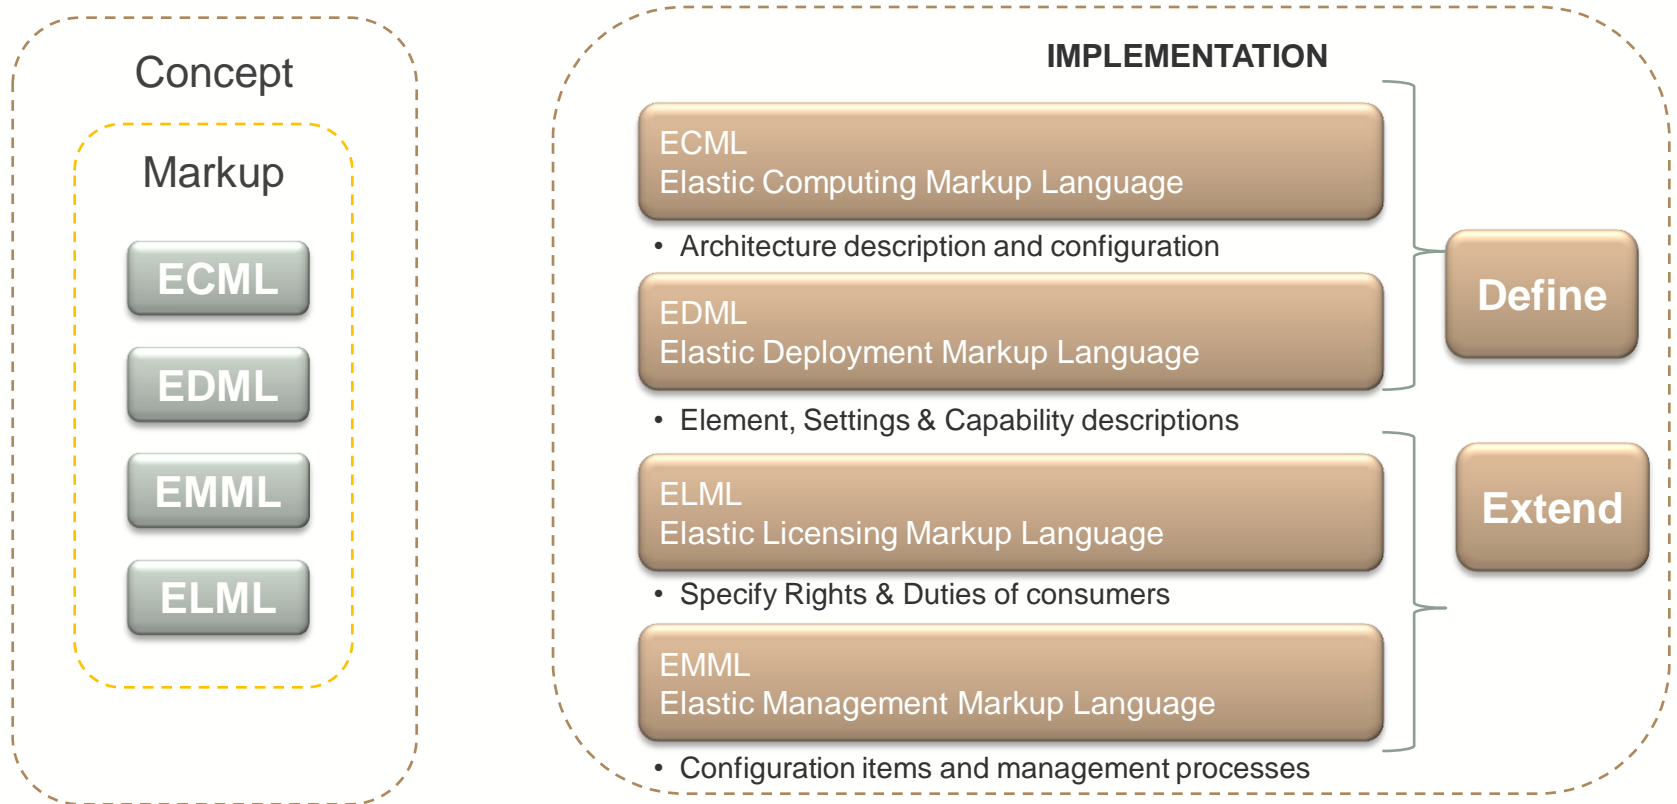 Concept
Markup
ECML
EDML
EMML
ELML
IMPLEMENTATION
ECML
Elastic Computing Markup Language
• Architecture description and configuration
EDML
Elastic Deployment Markup Language
• Element, Settings & Capability descriptions
ELML
Elastic Licensing Markup Language
• Specify Rights & Duties of consumers
EMML
Elastic Management Markup Language
• Configuration items and management processes
Define
Extend